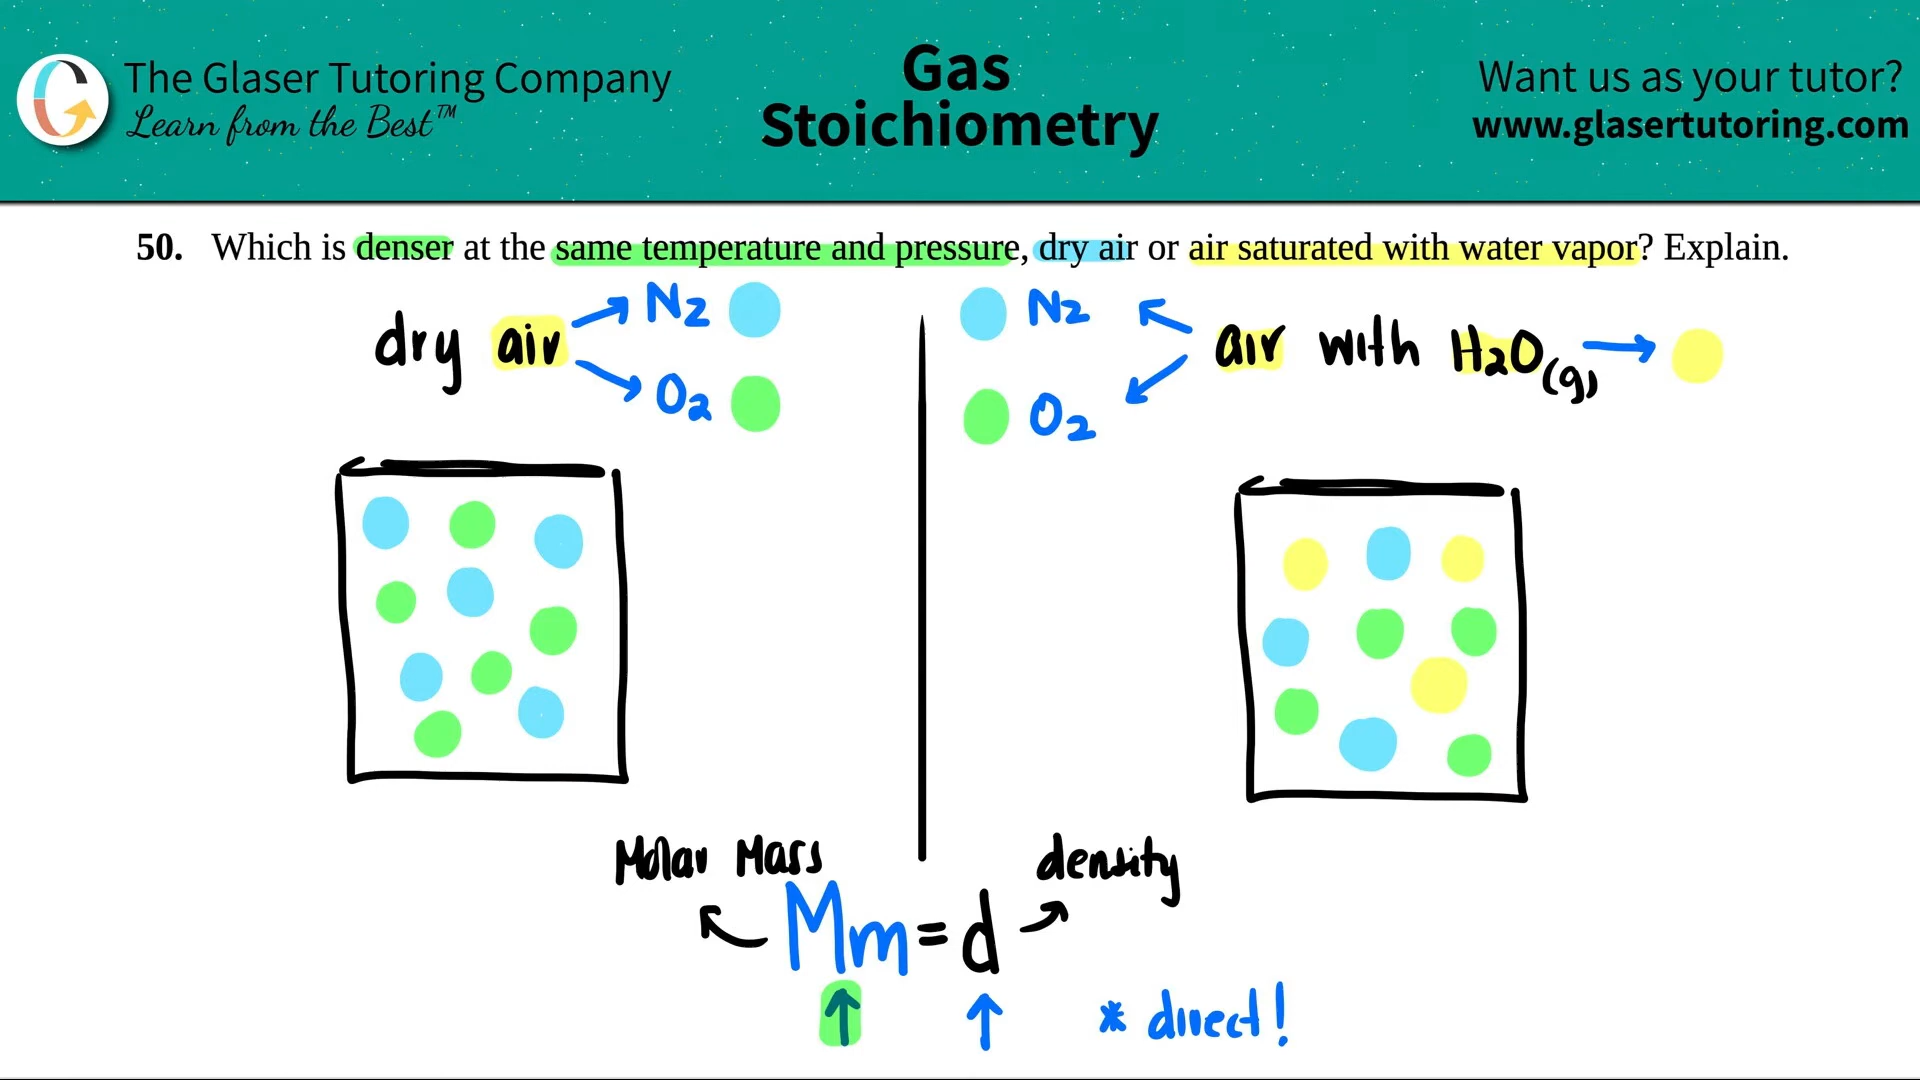 The Glaser Tutoring Company
Learn from the Best™
Gas
Stoichiometry
Want us as your tutor?
www.glasertutoring.com
50. Which is denser at the same temperature and pressure, dry air or air saturated with water vapor? Explain.
dry air
N2
O2
N2
O2
air with H2O(g)
Molar Mass
density
Mm = d
* direct!